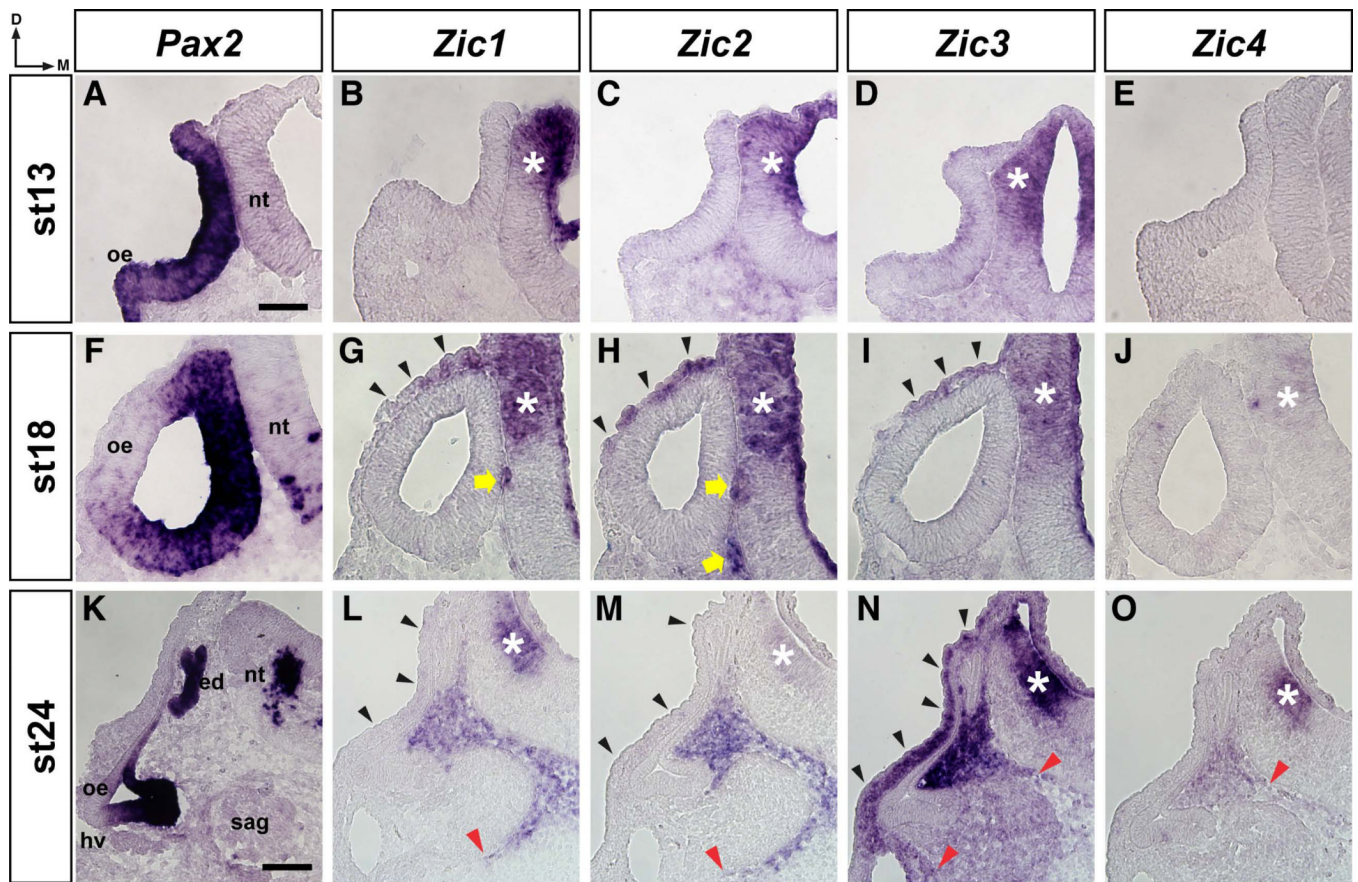 D
M
Pax2 Zic1 Zic2 Zic3 Zic4
st13
A B C D E
nt
oe
* * *
st18
F G H I J
oe nt
* * * *
st24
K L M N O
nt
ed
oe
hv
sag
* * * *